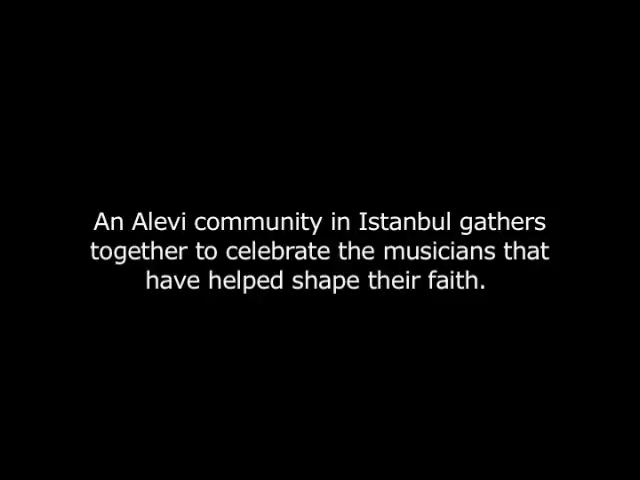 An Alevi community in Istanbul gathers
together to celebrate the musicians that
have helped shape their faith.